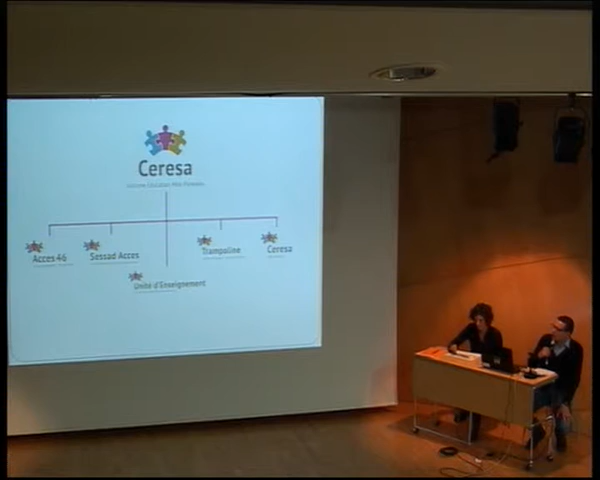 Ceresa
Acces 46
Sessad Acces
Trampoline
Ceresa
Unité d'Enseignement